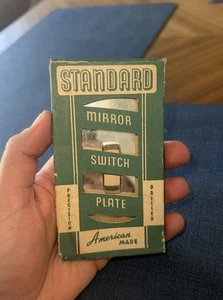 STANDARD
MIRROR
SWITCH
PLATE
PRECISION
DRILLED
American
MADE